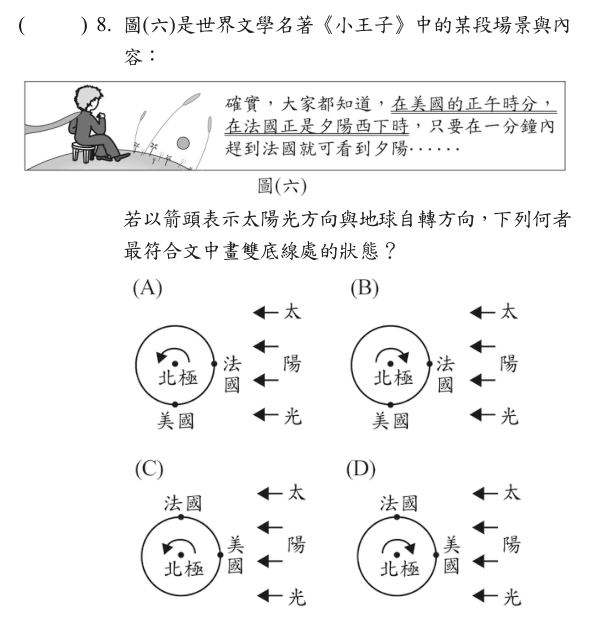 ( ) 8. 圖(六)是世界文學名著《小王子》中的某段場景與內
容：
確實，大家都知道，在美國的正午時分，
在法國正是夕陽西下時，只要在一分鐘內
趕到法國就可看到夕陽······
圖(六)
若以箭頭表示太陽光方向與地球自轉方向，下列何者
最符合文中畫雙底線處的狀態？
(A)
太
陽
光
法
國
北極
美國
(B)
太
陽
光
法
國
北極
美國
(C)
太
陽
光
法國
美
國
北極
(D)
太
陽
光
法國
美
國
北極